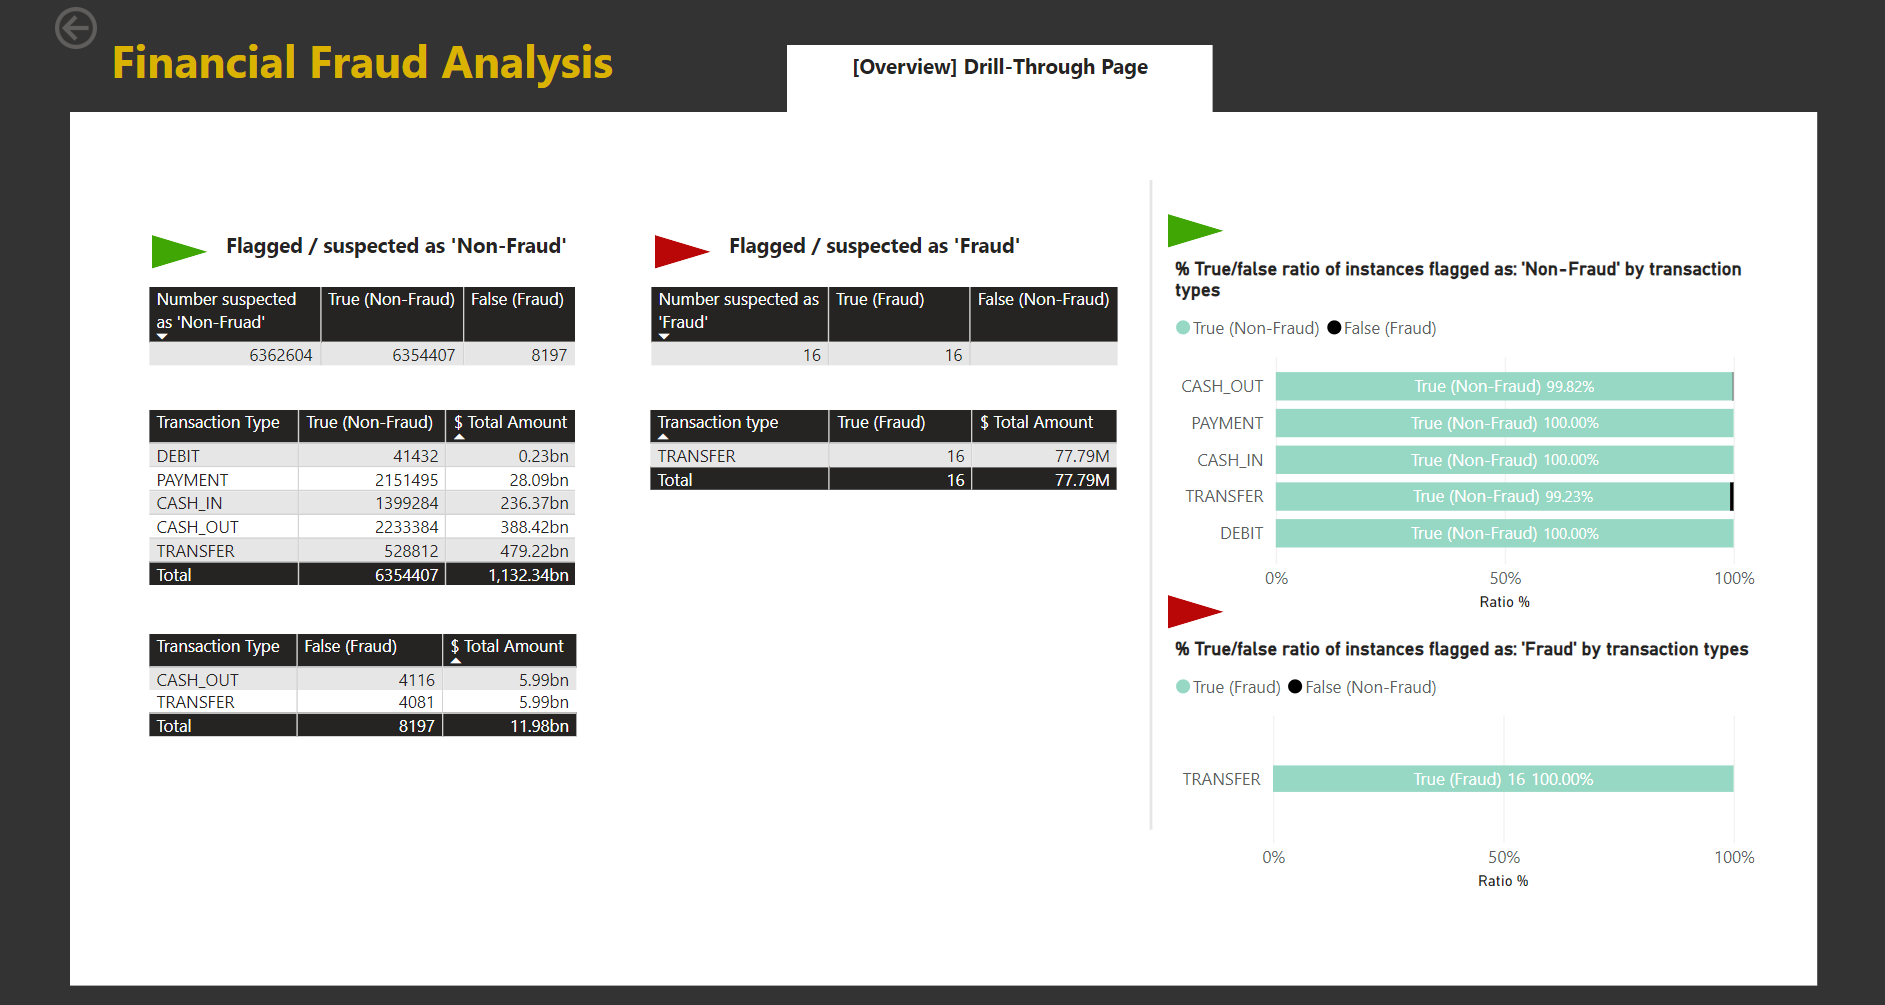 Financial Fraud Analysis
[Overview] Drill-Through Page
Flagged / suspected as 'Non-Fraud'
Number suspected as 'Non-Fruad' True (Non-Fraud) False (Fraud)
6362604 6354407 8197
Transaction Type True (Non-Fraud) $ Total Amount
DEBIT 41432 0.23bn
PAYMENT 2151495 28.09bn
CASH_IN 1399284 236.37bn
CASH_OUT 2233384 388.42bn
TRANSFER 528812 479.22bn
Total 6354407 1,132.34bn
Transaction Type False (Fraud) $ Total Amount
CASH_OUT 4116 5.99bn
TRANSFER 4081 5.99bn
Total 8197 11.98bn
Flagged / suspected as 'Fraud'
Number suspected as 'Fraud' True (Fraud) False (Non-Fraud)
16 16
Transaction type True (Fraud) $ Total Amount
TRANSFER 16 77.79M
Total 16 77.79M
% True/false ratio of instances flagged as: 'Non-Fraud' by transaction
types
True (Non-Fraud) False (Fraud)
CASH_OUT True (Non-Fraud) 99.82%
PAYMENT True (Non-Fraud) 100.00%
CASH_IN True (Non-Fraud) 100.00%
TRANSFER True (Non-Fraud) 99.23%
DEBIT True (Non-Fraud) 100.00%
0% 50% 100%
Ratio %
% True/false ratio of instances flagged as: 'Fraud' by transaction types
True (Fraud) False (Non-Fraud)
TRANSFER True (Fraud) 16 100.00%
0% 50% 100%
Ratio %